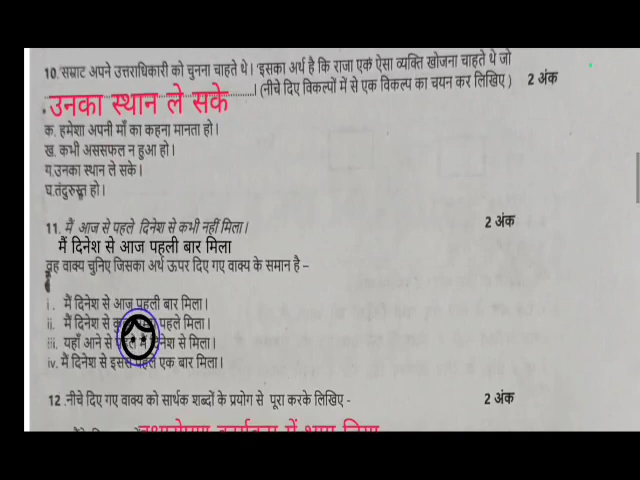 10. 'सम्राट अपने उत्तराधिकारी को चुनना चाहते थे। 'इसका अर्थ है कि राजा एक ऐसा व्यक्ति खोजना चाहते थे जो
उनका स्थान ले सके ।(नीचे दिए विकल्पों में से एक विकल्प का चयन कर लिखिए ) 2 अंक
क. हमेशा अपनी माँ का कहना मानता हो।
ख. कभी अससफल न हुआ हो।
ग.उनका स्थान ले सके।
घ.तंदुरुस्त हो।
11. मैं आज से पहले दिनेश से कभी नहीं मिला। 2 अंक
मैं दिनेश से आज पहली बार मिला
वह वाक्य चुनिए जिसका अर्थ ऊपर दिए गए वाक्य के समान है –
i. मैं दिनेश से आज पहली बार मिला।
ii. मैं दिनेश से पहले मिला।
iii. यहाँ आने से दिनेश से मिला।
iv. मैं दिनेश से इससे पहले एक बार मिला।
12 .नीचे दिए गए वाक्य को सार्थक शब्दों के प्रयोग से पूरा करके लिखिए - 2 अंक